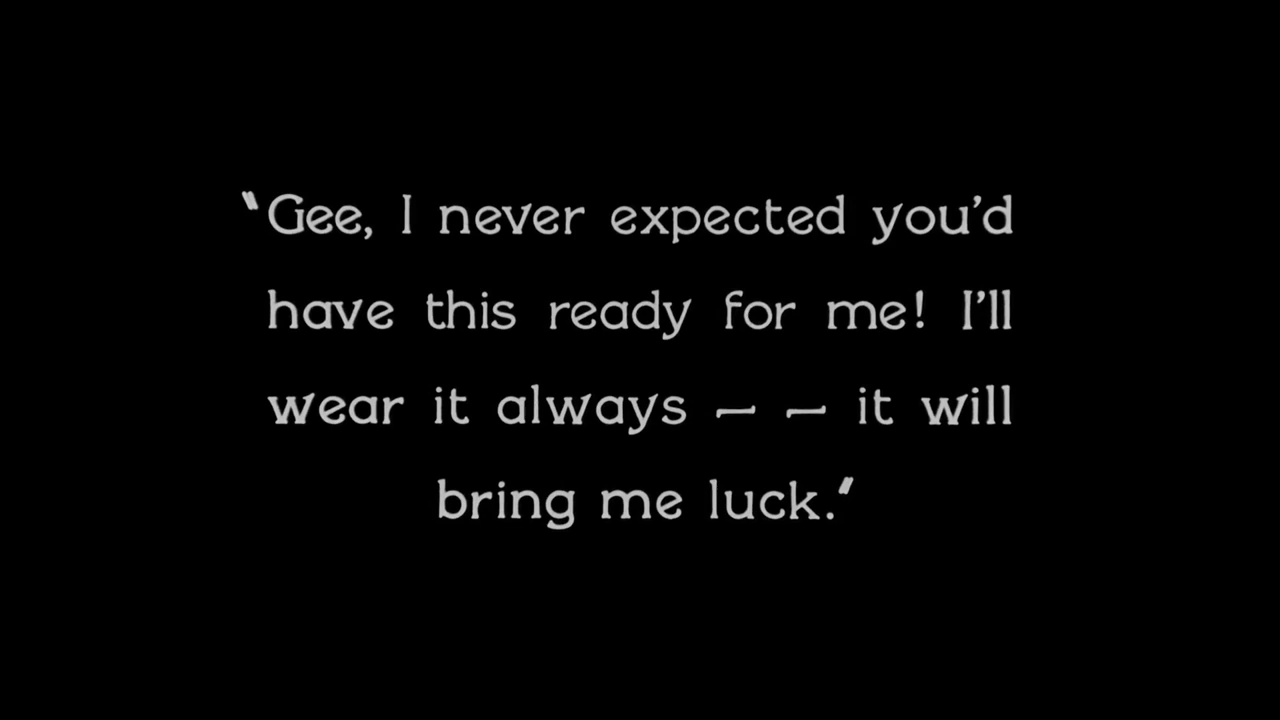 “Gee, I never expected you’d
have this ready for me! I’ll
wear it always — — it will
bring me luck.”